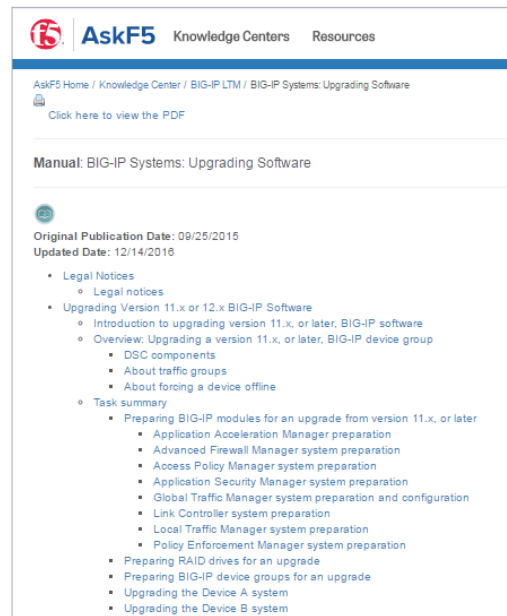 f5 AskF5 Knowledge Centers Resources
AskF5 Home / Knowledge Center / BIG-IP LTM / BIG-IP Systems: Upgrading Software
Click here to view the PDF
Manual: BIG-IP Systems: Upgrading Software
Original Publication Date: 09/25/2015
Updated Date: 12/14/2016
Legal Notices
Legal notices
Upgrading Version 11.x or 12.x BIG-IP Software
Introduction to upgrading version 11.x, or later, BIG-IP software
Overview: Upgrading a version 11.x, or later, BIG-IP device group
DSC components
About traffic groups
About forcing a device offline
Task summary
Preparing BIG-IP modules for an upgrade from version 11.x, or later
Application Acceleration Manager preparation
Advanced Firewall Manager system preparation
Access Policy Manager system preparation
Application Security Manager system preparation
Global Traffic Manager system preparation and configuration
Link Controller system preparation
Local Traffic Manager system preparation
Policy Enforcement Manager system preparation
Preparing RAID drives for an upgrade
Preparing BIG-IP device groups for an upgrade
Upgrading the Device A system
Upgrading the Device B system